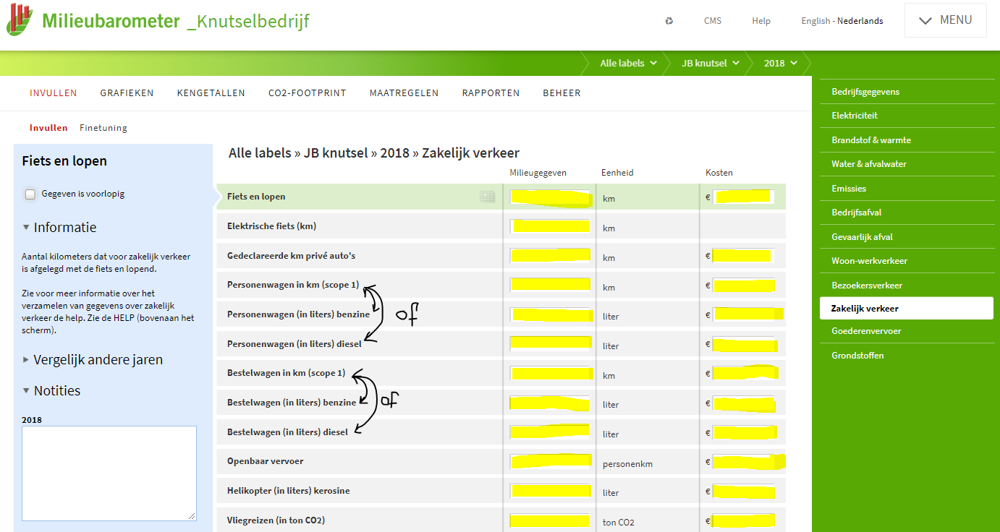 Milieubarometer _Knutselbedrijf
CMS Help English - Nederlands MENU
Alle labels JB knutsel 2018
INVULLEN GRAFIEKEN KENGETALLEN CO2-FOOTPRINT MAATREGELEN RAPPORTEN BEHEER
Invullen Finetuning
Fiets en lopen
Gegeven is voorlopig
Informatie
Aantal kilometers dat voor zakelijk verkeer
is afgelegd met de fiets en lopend.
Zie voor meer informatie over het
verzamelen van gegevens over zakelijk
verkeer de help. Zie de HELP (bovenaan het
scherm).
Vergelijk andere jaren
Notities
2018
Alle labels » JB knutsel » 2018 » Zakelijk verkeer
Milieugegeven Eenheid Kosten
Fiets en lopen km €
Elektrische fiets (km) km
Gedeclareerde km privé auto's km €
Personenwagen in km (scope 1) km €
Personenwagen (in liters) benzine of liter €
Personenwagen (in liters) diesel liter €
Bestelwagen in km (scope 1) km €
Bestelwagen (in liters) benzine of liter €
Bestelwagen (in liters) diesel liter €
Openbaar vervoer personenkm €
Helikopter (in liters) kerosine liter €
Vliegreizen (in ton CO2) ton CO2 €
Bedrijfsgegevens
Elektriciteit
Brandstof & warmte
Water & afvalwater
Emissies
Bedrijfsafval
Gevaarlijk afval
Woon-werkverkeer
Bezoekersverkeer
Zakelijk verkeer
Goederenvervoer
Grondstoffen